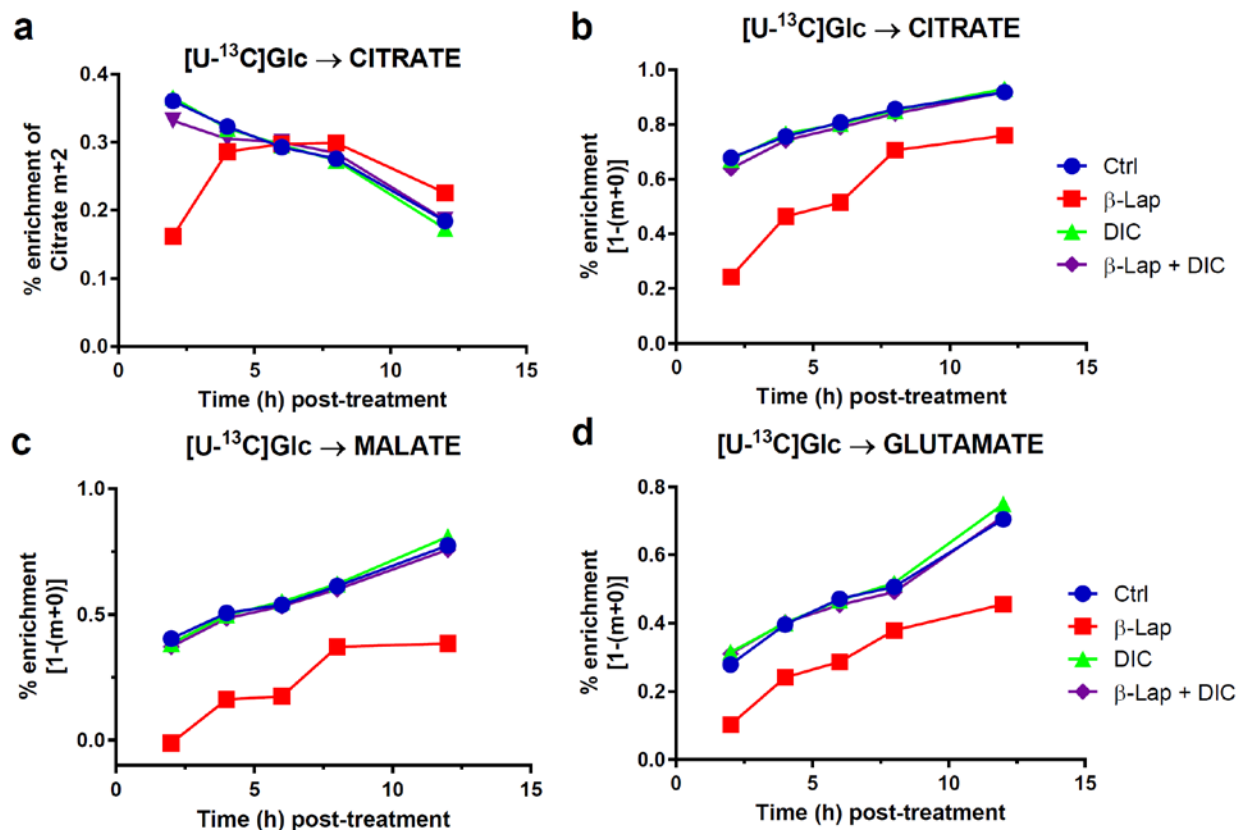 a
[U-¹³C]Glc → CITRATE
% enrichment of
Citrate m+2
0.4
0.3
0.2
0.1
0.0
0
5
10
15
Time (h) post-treatment
b
[U-¹³C]Glc → CITRATE
% enrichment
[1-(m+0)]
1.0
0.8
0.6
0.4
0.2
0.0
0
5
10
15
Time (h) post-treatment
Ctrl
β-Lap
DIC
β-Lap + DIC
c
[U-¹³C]Glc → MALATE
% enrichment
[1-(m+0)]
1.0
0.5
0.0
0
5
10
15
Time (h) post-treatment
d
[U-¹³C]Glc → GLUTAMATE
% enrichment
[1-(m+0)]
0.8
0.6
0.4
0.2
0.0
0
5
10
15
Time (h) post-treatment
Ctrl
β-Lap
DIC
β-Lap + DIC